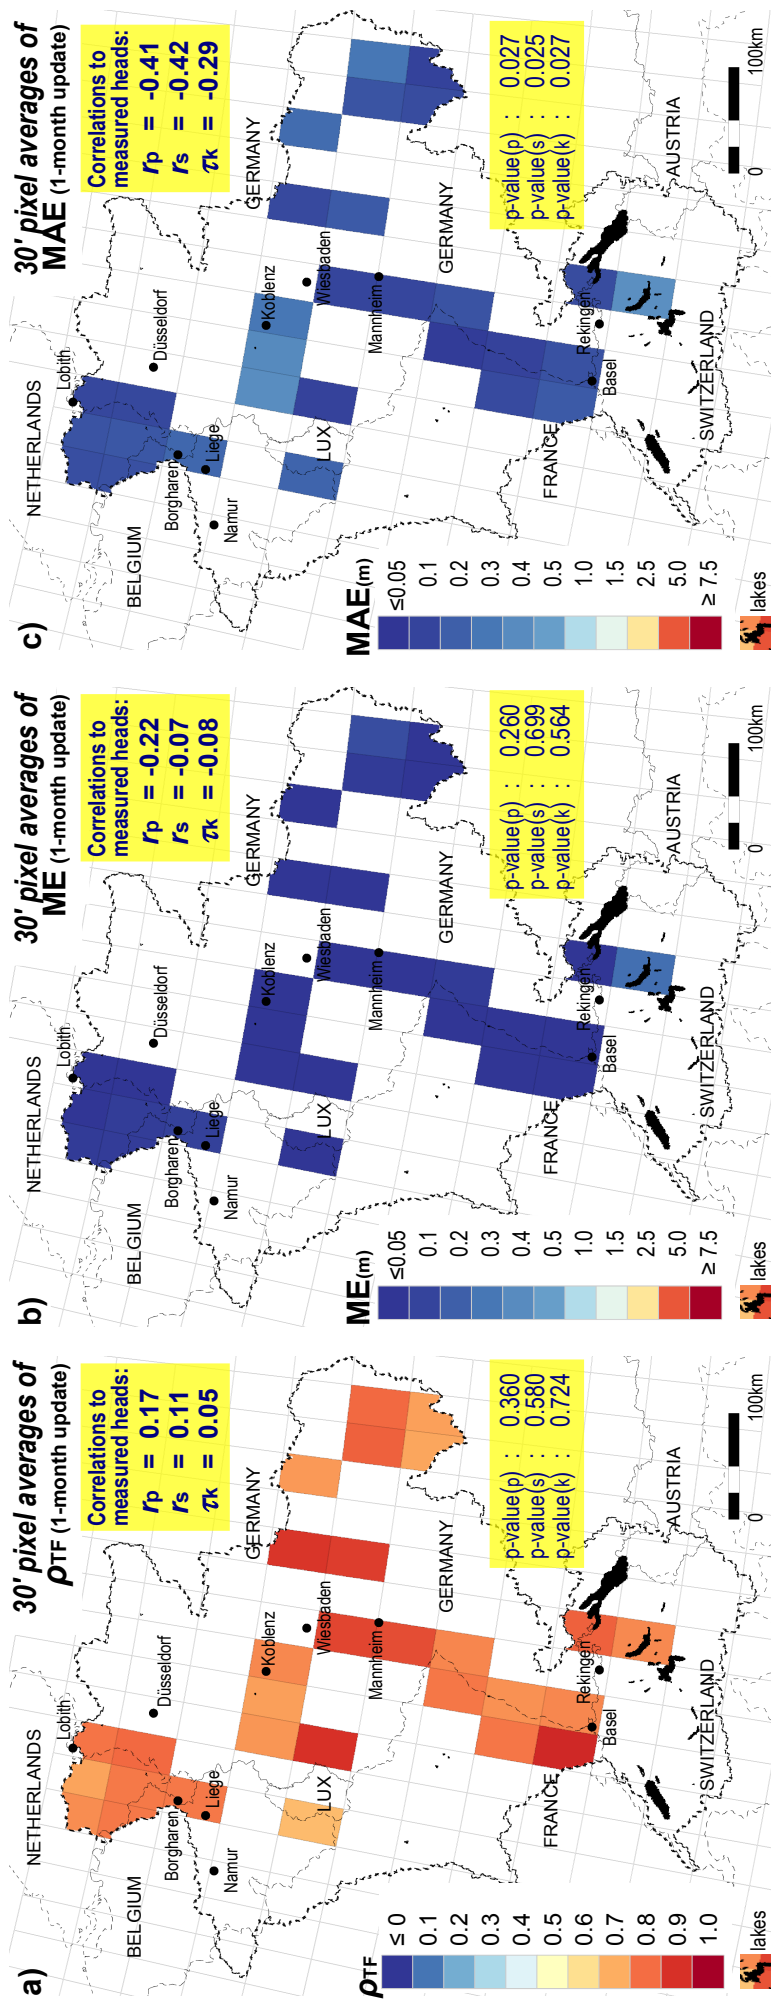 a)
30' pixel averages of
ρTF (1-month update)
Correlations to
measured heads:
rp = 0.17
rs = 0.11
τk = 0.05
NETHERLANDS
Lobith
Düsseldorf
BELGIUM
Borgharen
Liege
Namur
GERMANY
Koblenz
Wiesbaden
LUX
Mannheim
GERMANY
FRANCE
p-value(p) : 0.360
p-value(s) : 0.580
p-value(k) : 0.724
Rekingen
Basel
AUSTRIA
SWITZERLAND
0 100km
ρTF
≤ 0
0.1
0.2
0.3
0.4
0.5
0.6
0.7
0.8
0.9
1.0
lakes
b)
30' pixel averages of
ME (1-month update)
Correlations to
measured heads:
rp = -0.22
rs = -0.07
τk = -0.08
NETHERLANDS
Lobith
Düsseldorf
BELGIUM
Borgharen
Liege
Namur
GERMANY
Koblenz
Wiesbaden
LUX
Mannheim
GERMANY
FRANCE
p-value(p) : 0.260
p-value(s) : 0.699
p-value(k) : 0.564
Rekingen
Basel
AUSTRIA
SWITZERLAND
0 100km
ME(m)
≤0.05
0.1
0.2
0.3
0.4
0.5
1.0
1.5
2.5
5.0
≥ 7.5
lakes
c)
30' pixel averages of
MAE (1-month update)
Correlations to
measured heads:
rp = -0.41
rs = -0.42
τk = -0.29
NETHERLANDS
Lobith
Düsseldorf
BELGIUM
Borgharen
Liege
Namur
GERMANY
Koblenz
Wiesbaden
LUX
Mannheim
GERMANY
FRANCE
p-value(p) : 0.027
p-value(s) : 0.025
p-value(k) : 0.027
Rekingen
Basel
AUSTRIA
SWITZERLAND
0 100km
MAE(m)
≤0.05
0.1
0.2
0.3
0.4
0.5
1.0
1.5
2.5
5.0
≥ 7.5
lakes